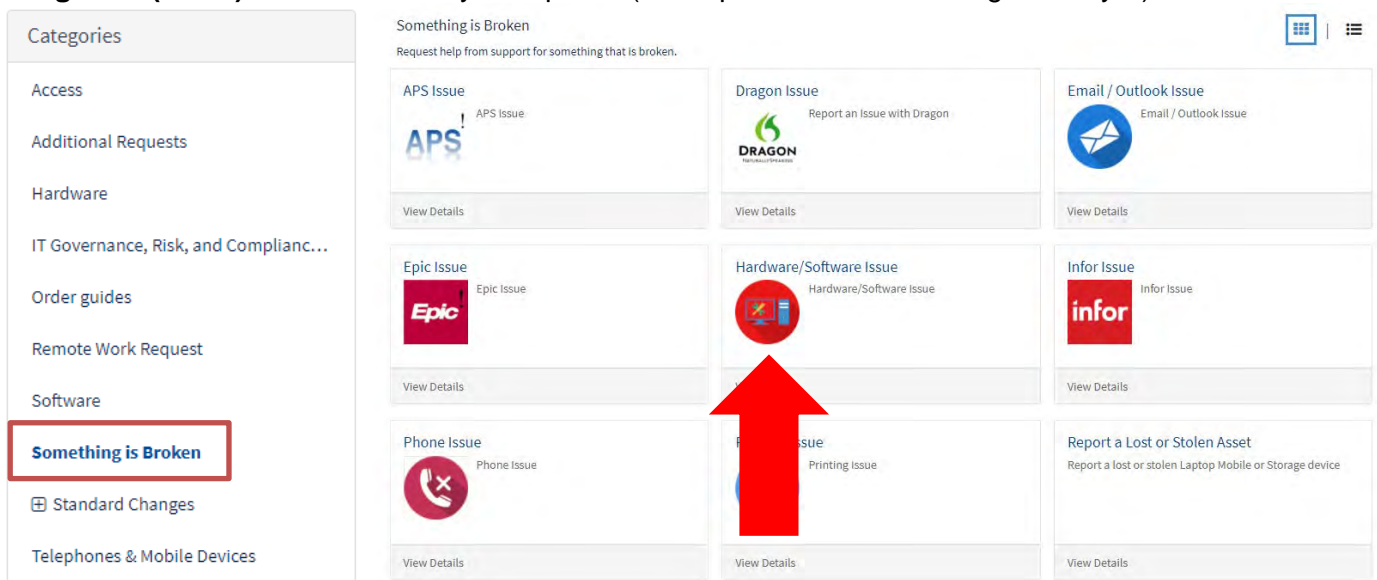 Categories
Access
Additional Requests
Hardware
IT Governance, Risk, and Complianc...
Order guides
Remote Work Request
Software
Something is Broken
Standard Changes
Telephones & Mobile Devices
Something is Broken
Request help from support for something that is broken.
APS Issue
APS Issue
APS!
View Details
Dragon Issue
Report an Issue with Dragon
DRAGON
NATURALLYSPEAKING
View Details
Email / Outlook Issue
Email / Outlook Issue
View Details
Epic Issue
Epic Issue
Epic!
View Details
Hardware/Software Issue
Hardware/Software Issue
Infor Issue
Infor Issue
infor
View Details
Phone Issue
Phone Issue
View Details
Printing Issue
View Details
Report a Lost or Stolen Asset
Report a lost or stolen Laptop Mobile or Storage device
View Details